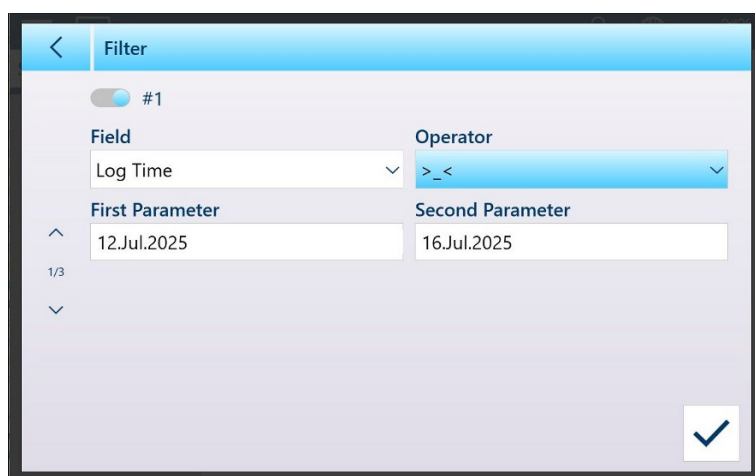 Filter
#1
Field
Operator
Log Time
>_<
First Parameter
Second Parameter
12.Jul.2025
16.Jul.2025
1/3